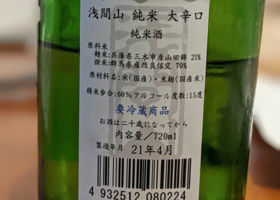 浅間山 純米 大辛口
純米酒
原料米
麹米:兵庫県三木市産山田錦 21%
掛米:群馬県産改良信交 79%
原材料名:米(国産)・米麹(国産米)
精米歩合:60%アルコール度数:15度
要冷蔵商品
お酒は二十歳になってから
内容量/720ml
製造年月 21年4月
4 932512 080224